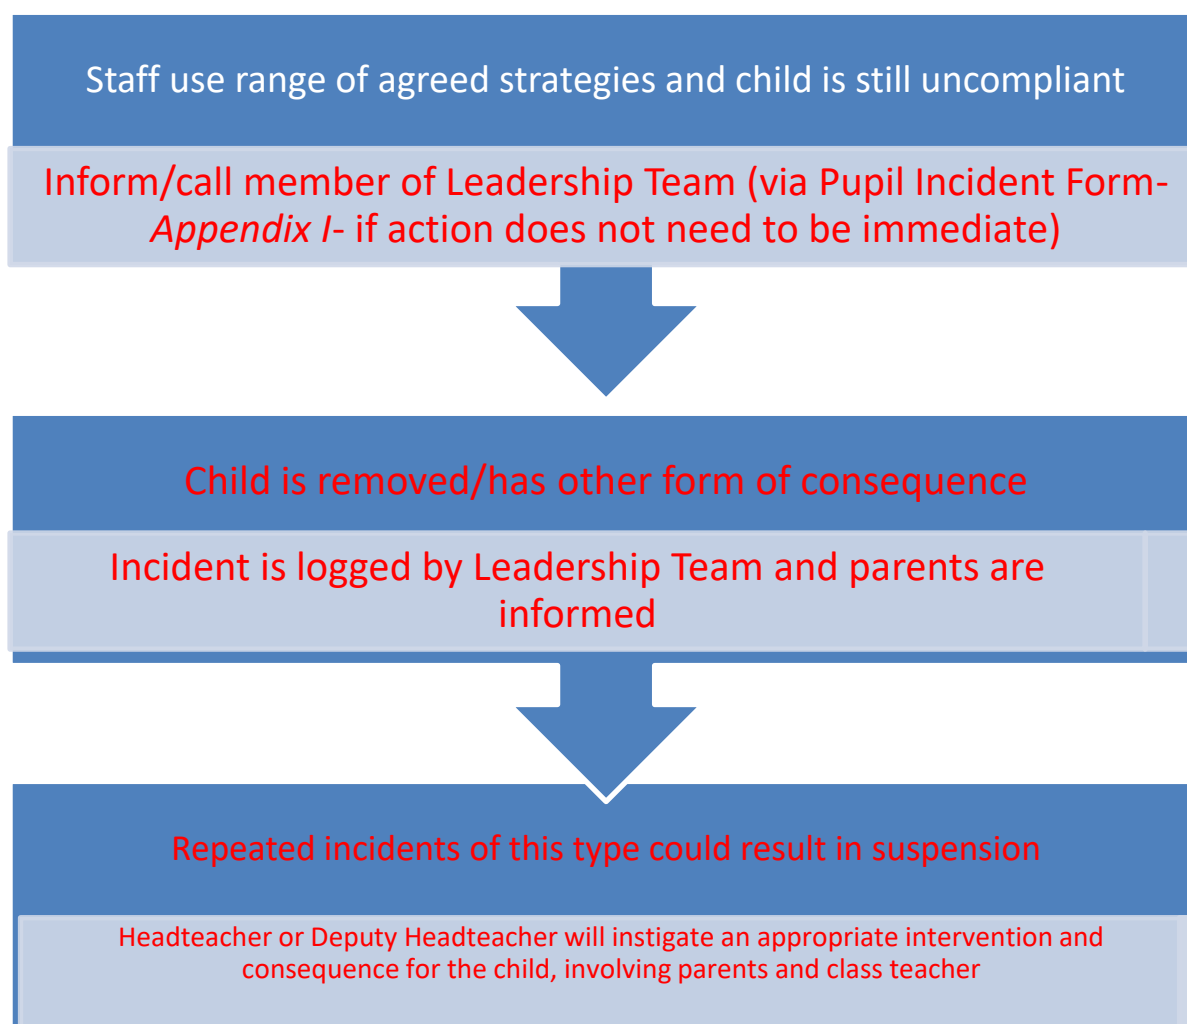 Staff use range of agreed strategies and child is still uncompliant
Inform/call member of Leadership Team (via Pupil Incident Form-
Appendix I- if action does not need to be immediate)
Child is removed/has other form of consequence
Incident is logged by Leadership Team and parents are
informed
Repeated incidents of this type could result in suspension
Headteacher or Deputy Headteacher will instigate an appropriate intervention and
consequence for the child, involving parents and class teacher